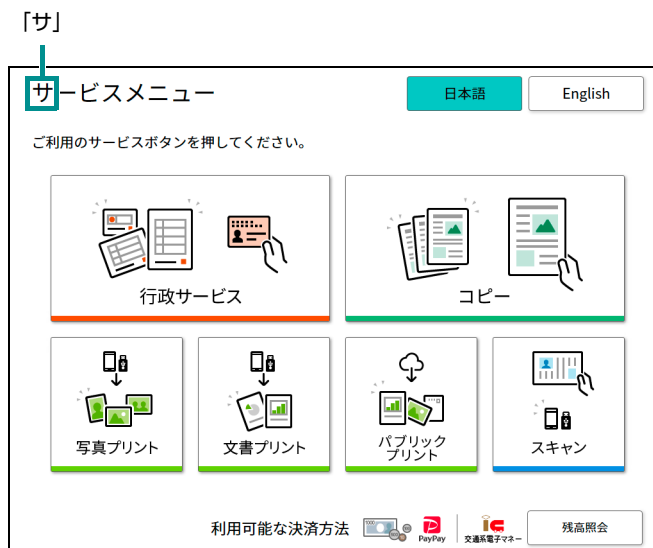 「サ」
サービスメニュー
日本語
English
ご利用のサービスボタンを押してください。
行政サービス
コピー
写真プリント
文書プリント
パブリック
プリント
スキャン
利用可能な決済方法
1000
PayPay
IC
交通系電子マネー
残高照会